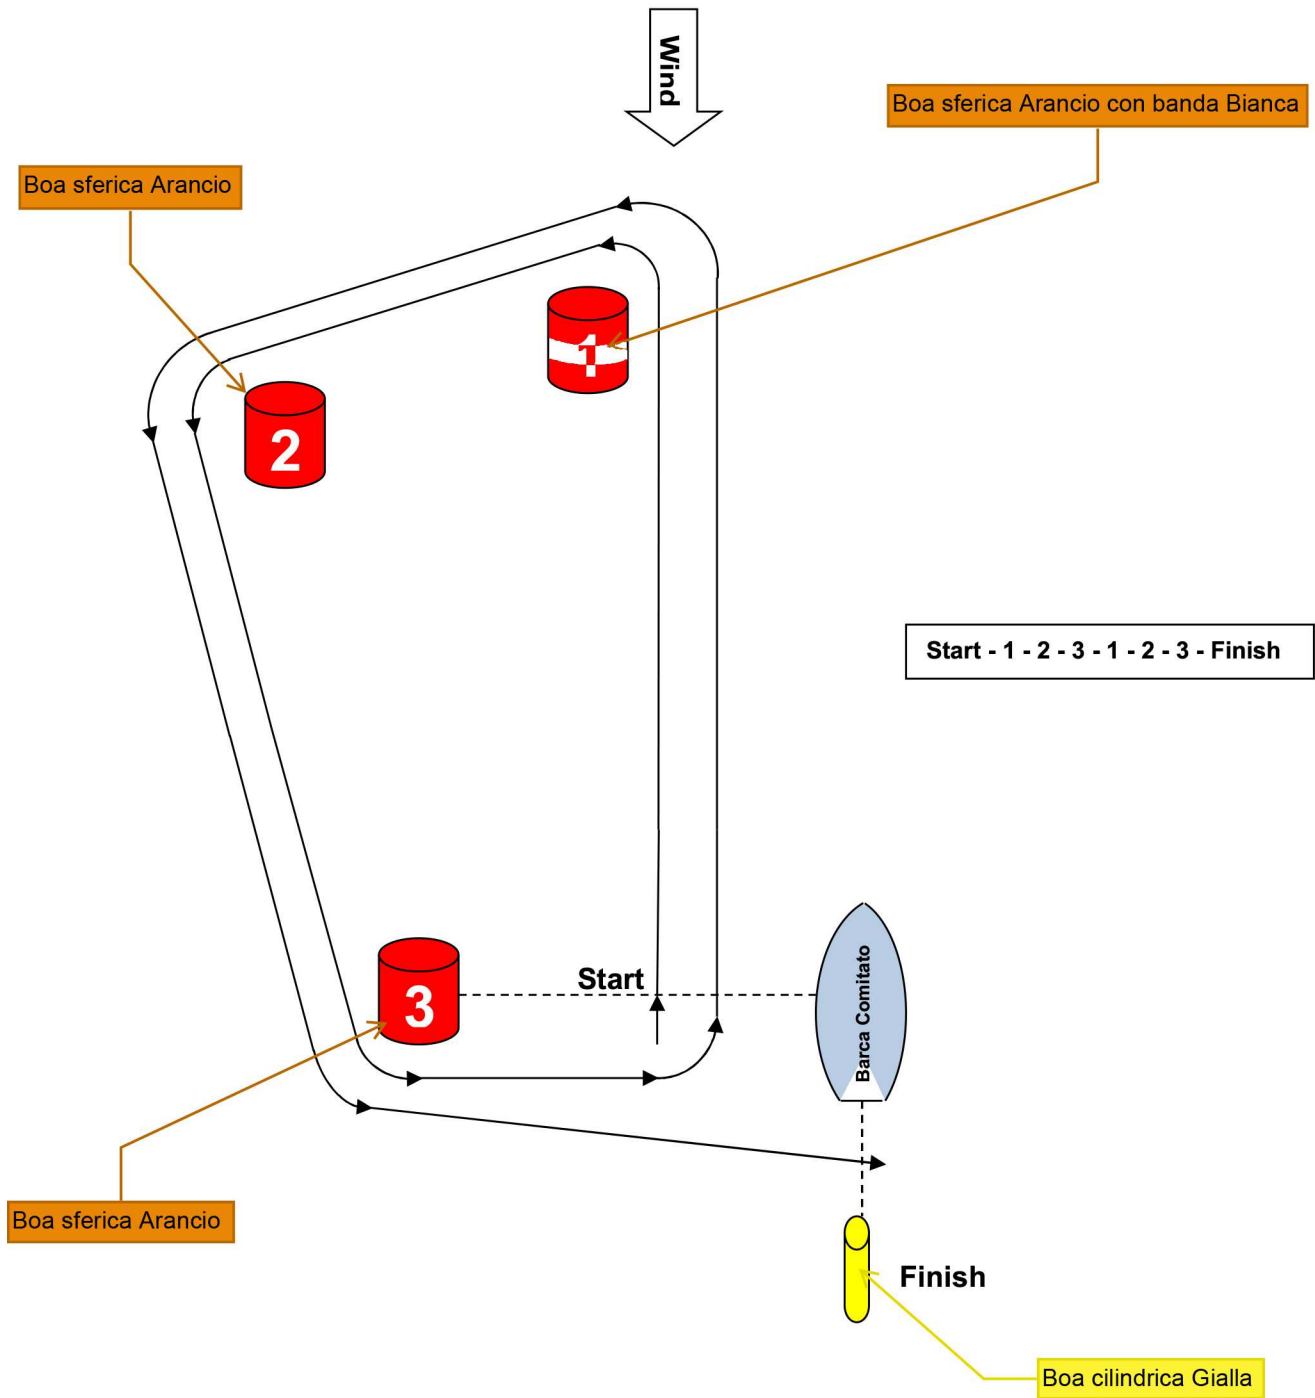 Wind
Boa sferica Arancio con banda Bianca
Boa sferica Arancio
1
2
Start - 1 - 2 - 3 - 1 - 2 - 3 - Finish
Start
3
Barca Comitato
Boa sferica Arancio
Finish
Boa cilindrica Gialla